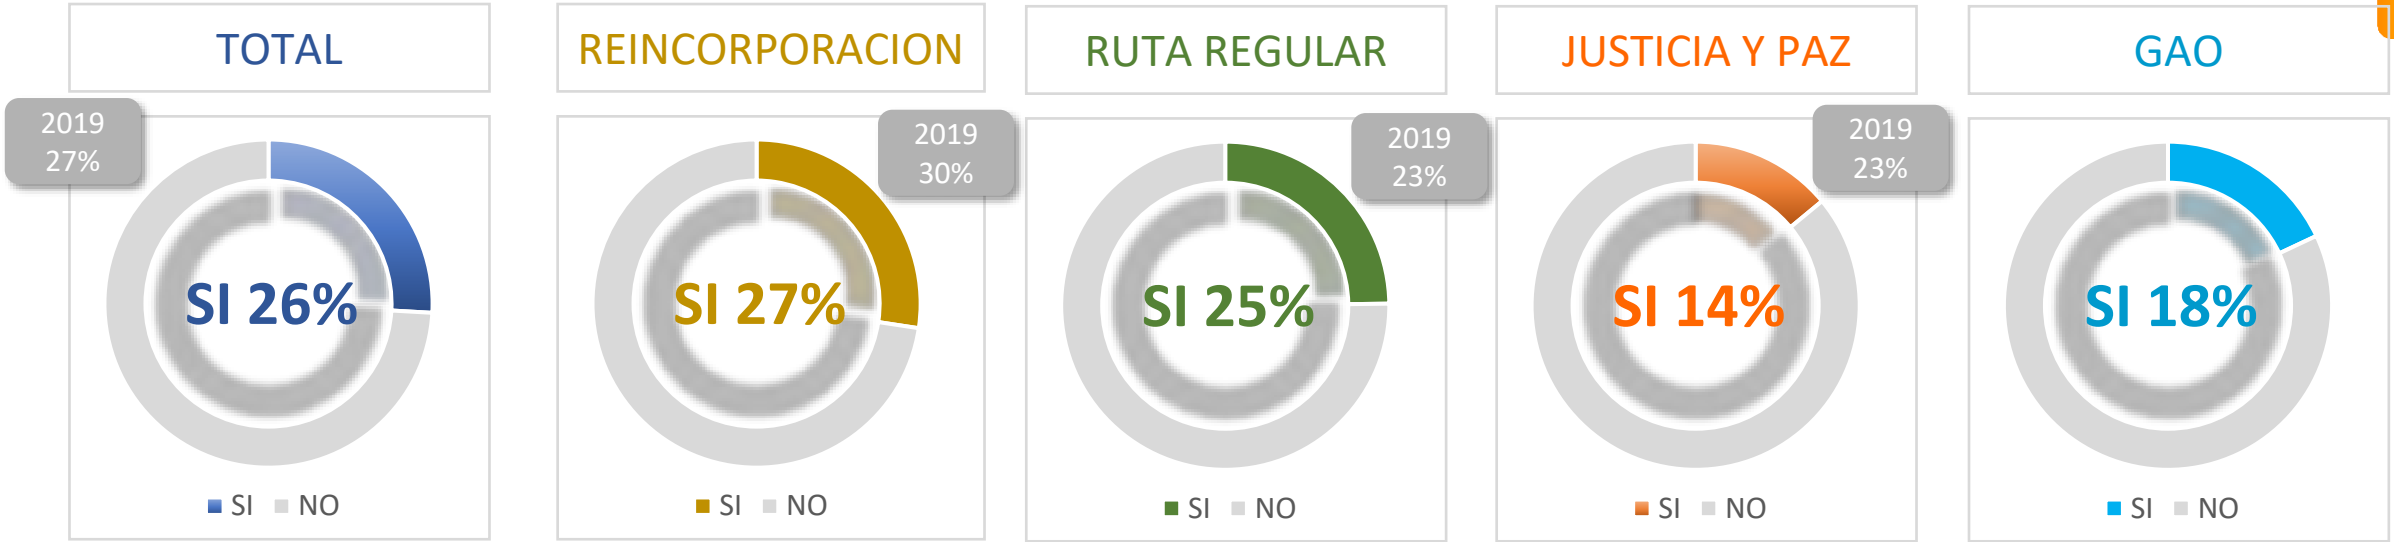 TOTAL
2019
27%
SI 26%
SI NO
REINCORPORACION
2019
30%
SI 27%
SI NO
RUTA REGULAR
2019
23%
SI 25%
SI NO
JUSTICIA Y PAZ
2019
23%
SI 14%
SI NO
GAO
SI 18%
SI NO